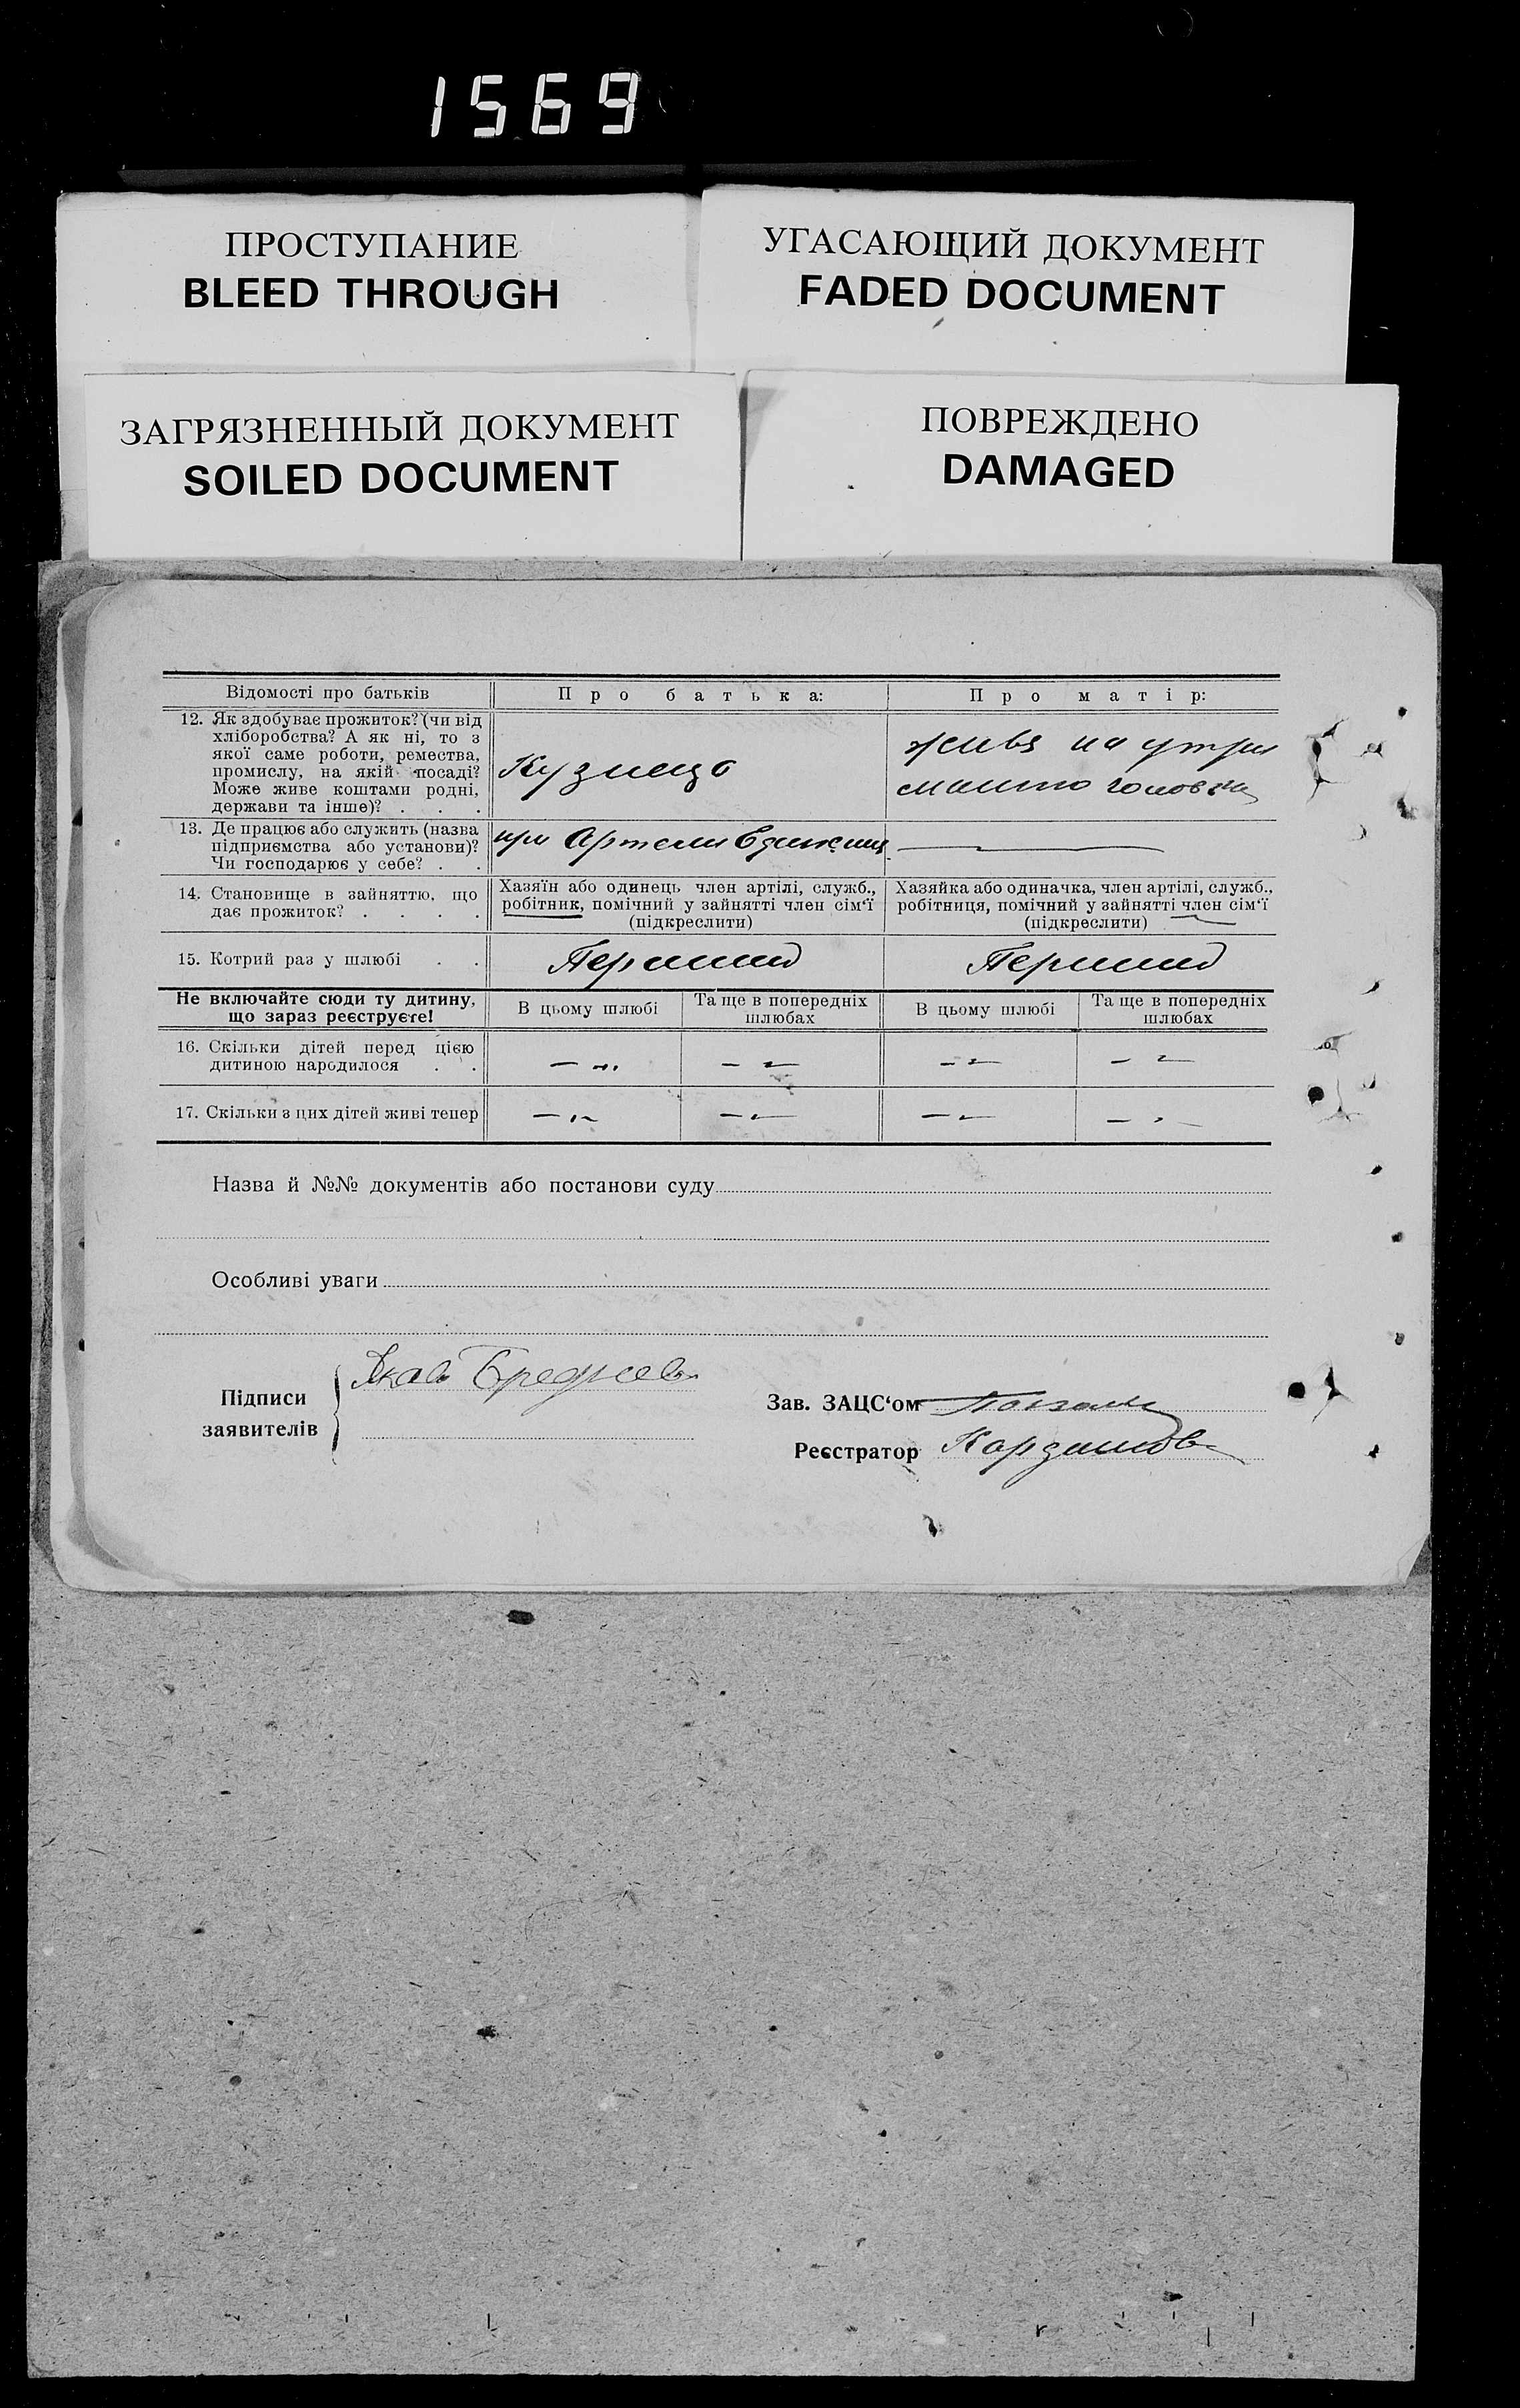 1569
ПРОСТУПАНИЕ
BLEED THROUGH
УГАСАЮЩИЙ ДОКУМЕНТ
FADED DOCUMENT
ЗАГРЯЗНЕННЫЙ ДОКУМЕНТ
SOILED DOCUMENT
ПОВРЕЖДЕНО
DAMAGED
Відомості про батьків
Про батька:
Про матір:
12. Як здобуває прожиток? (чи від
хліборобства? А як ні, то з
якої саме роботи, ремества,
промислу, на якій посаді?
Може живе коштами родні,
держави та інше)? . . .
живе на утри
13. Де працює або служить (назва
підприємства або установи)?
Чи господарює у себе? . .
при Артели
14. Становище в зайняттю, що
дає прожиток? . . . .
Хазяїн або одинець член артілі, служб.,
робітник, помічний у зайнятті член сім'ї
(підкреслити)
Хазяйка або одиначка, член артілі, служб.,
робітниця, помічний у зайнятті член сім'ї
(підкреслити)
15. Котрий раз у шлюбі . .
Перший
Перший
Не включайте сюди ту дитину,
що зараз реєструєте!
В цьому шлюбі
Та ще в попередніх
шлюбах
В цьому шлюбі
Та ще в попередніх
шлюбах
16. Скільки дітей перед цією
дитиною народилося . .
17. Скільки з цих дітей живі тепер
Назва й №№ документів або постанови суду
Особливі уваги
Підписи
заявителів
Зав. ЗАЦС'ом
Реєстратор